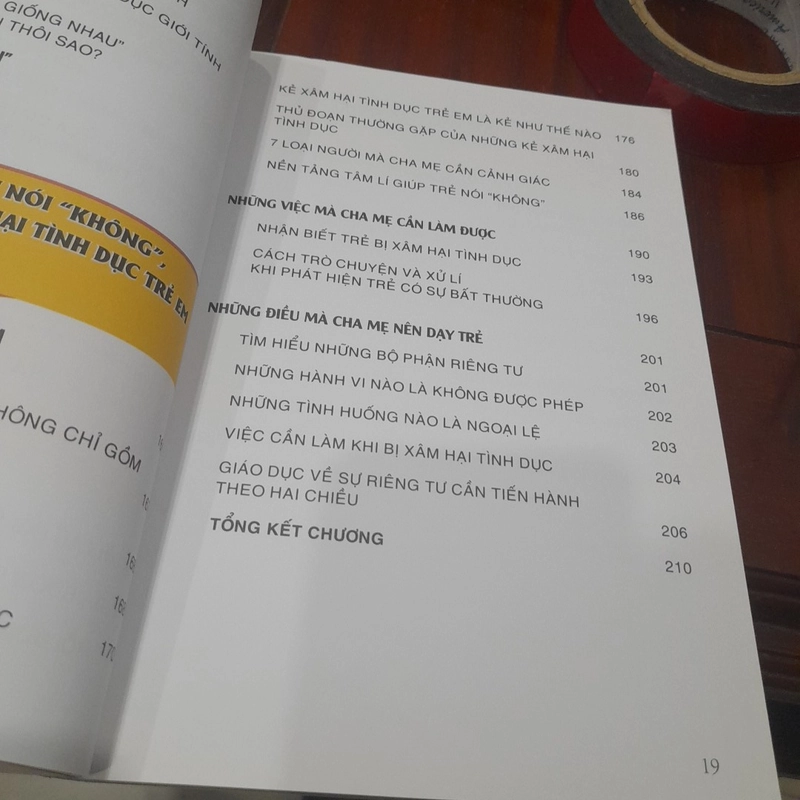 ỤC GIỚI TÍNH
GIỐNG NHAU"
THÔI SAO?
NÓI "KHÔNG",
HẠI TÌNH DỤC TRẺ EM
HÔNG CHỈ GỒM
16
170
C
KẺ XÂM HẠI TÌNH DỤC TRẺ EM LÀ KẺ NHƯ THẾ NÀO 176
THỦ ĐOẠN THƯỜNG GẶP CỦA NHỮNG KẺ XÂM HẠI
TÌNH DỤC 180
7 LOẠI NGƯỜI MÀ CHA MẸ CẦN CẢNH GIÁC 184
NỀN TẢNG TÂM LÍ GIÚP TRẺ NÓI "KHÔNG" 186
NHỮNG VIỆC MÀ CHA MẸ CẦN LÀM ĐƯỢC 190
NHẬN BIẾT TRẺ BỊ XÂM HẠI TÌNH DỤC 193
CÁCH TRÒ CHUYỆN VÀ XỬ LÍ
KHI PHÁT HIỆN TRẺ CÓ SỰ BẤT THƯỜNG 196
NHỮNG ĐIỀU MÀ CHA MẸ NÊN DẠY TRẺ 201
TÌM HIỂU NHỮNG BỘ PHẬN RIÊNG TƯ 201
NHỮNG HÀNH VI NÀO LÀ KHÔNG ĐƯỢC PHÉP 202
NHỮNG TÌNH HUỐNG NÀO LÀ NGOẠI LỆ 203
VIỆC CẦN LÀM KHI BỊ XÂM HẠI TÌNH DỤC 204
GIÁO DỤC VỀ SỰ RIÊNG TƯ CẦN TIẾN HÀNH
THEO HAI CHIỀU 206
TỔNG KẾT CHƯƠNG 210
19